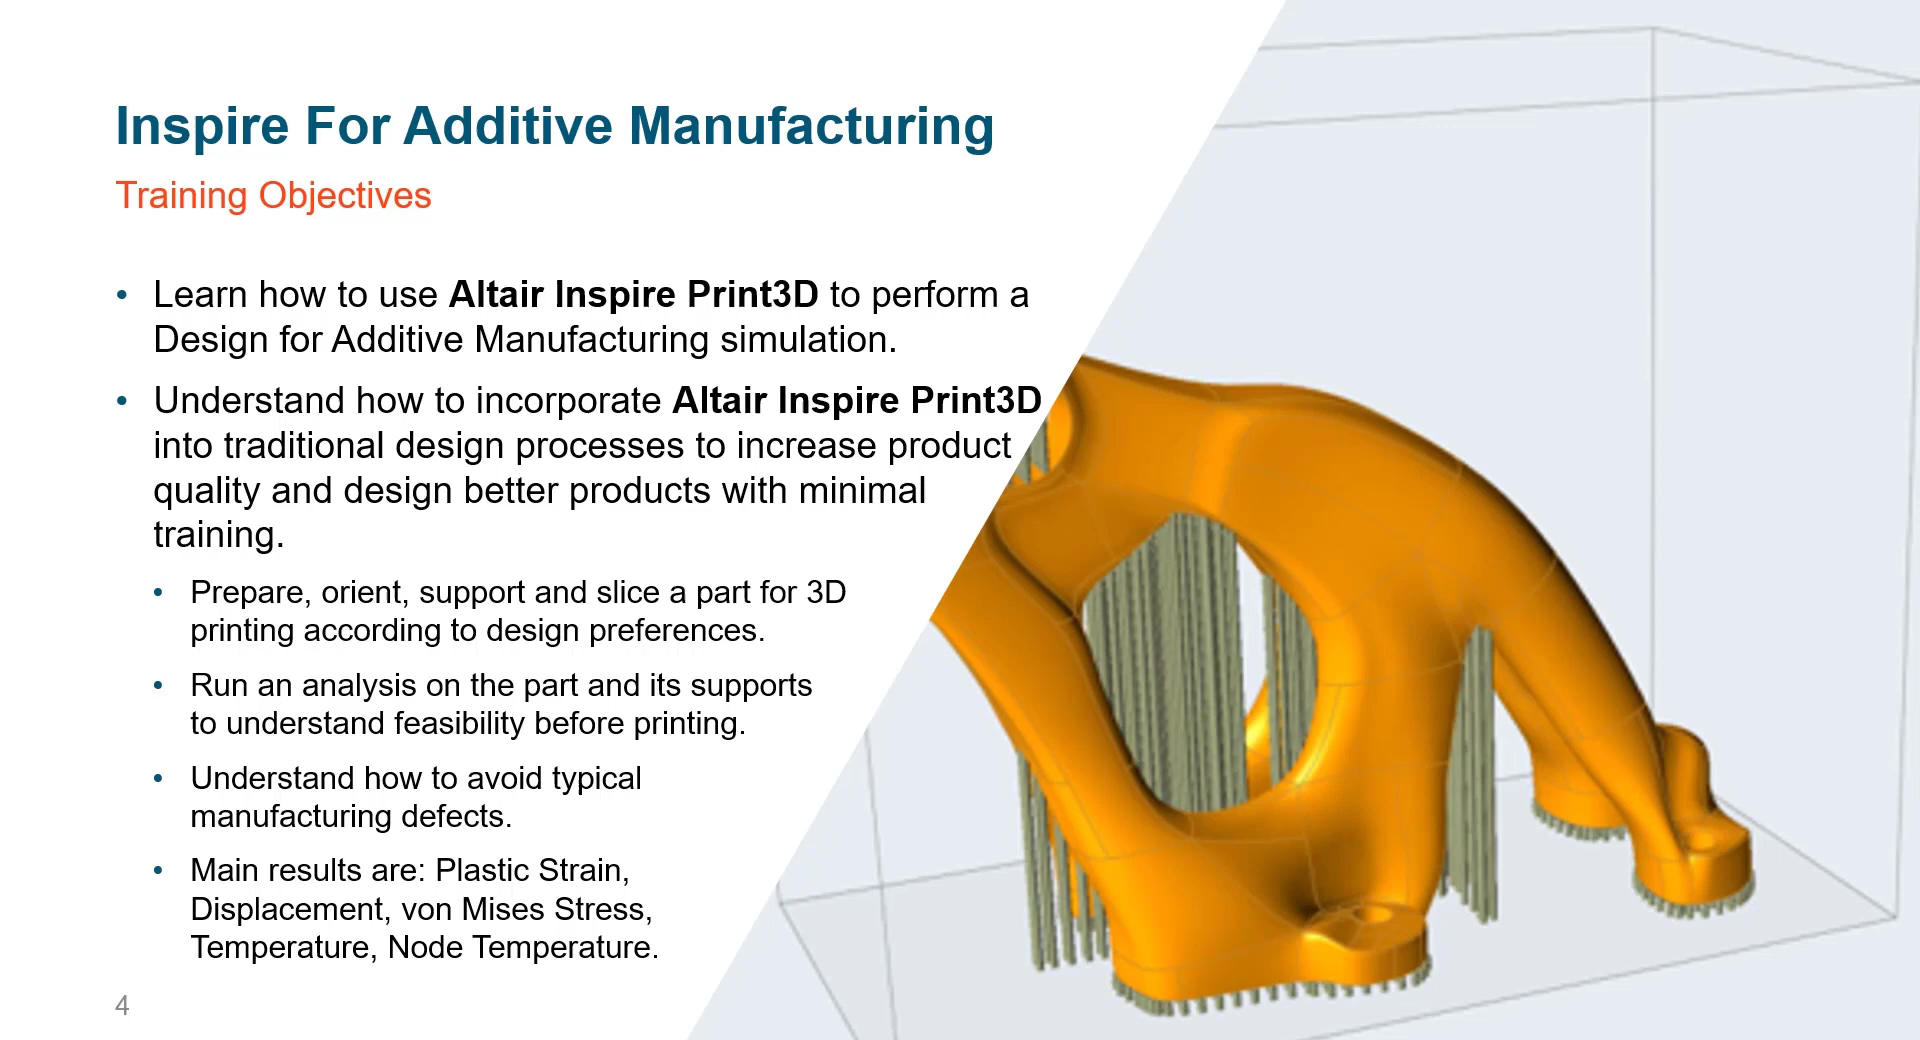 Inspire For Additive Manufacturing
Training Objectives
• Learn how to use Altair Inspire Print3D to perform a
Design for Additive Manufacturing simulation.
• Understand how to incorporate Altair Inspire Print3D
into traditional design processes to increase product
quality and design better products with minimal
training.
• Prepare, orient, support and slice a part for 3D
printing according to design preferences.
• Run an analysis on the part and its supports
to understand feasibility before printing.
• Understand how to avoid typical
manufacturing defects.
• Main results are: Plastic Strain,
Displacement, von Mises Stress,
Temperature, Node Temperature.
4